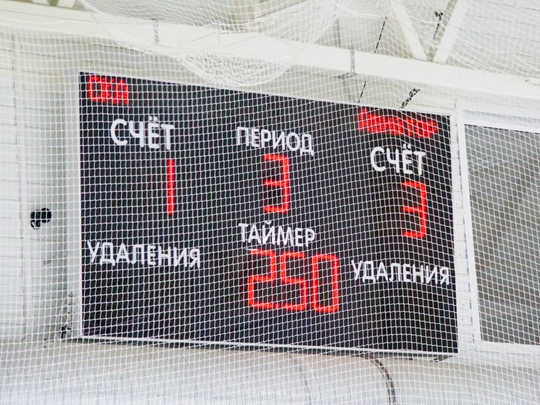 СЧЁТ ПЕРИОД СЧЁТ
1 3 3
ТАЙМЕР
УДАЛЕНИЯ 250 УДАЛЕНИЯ